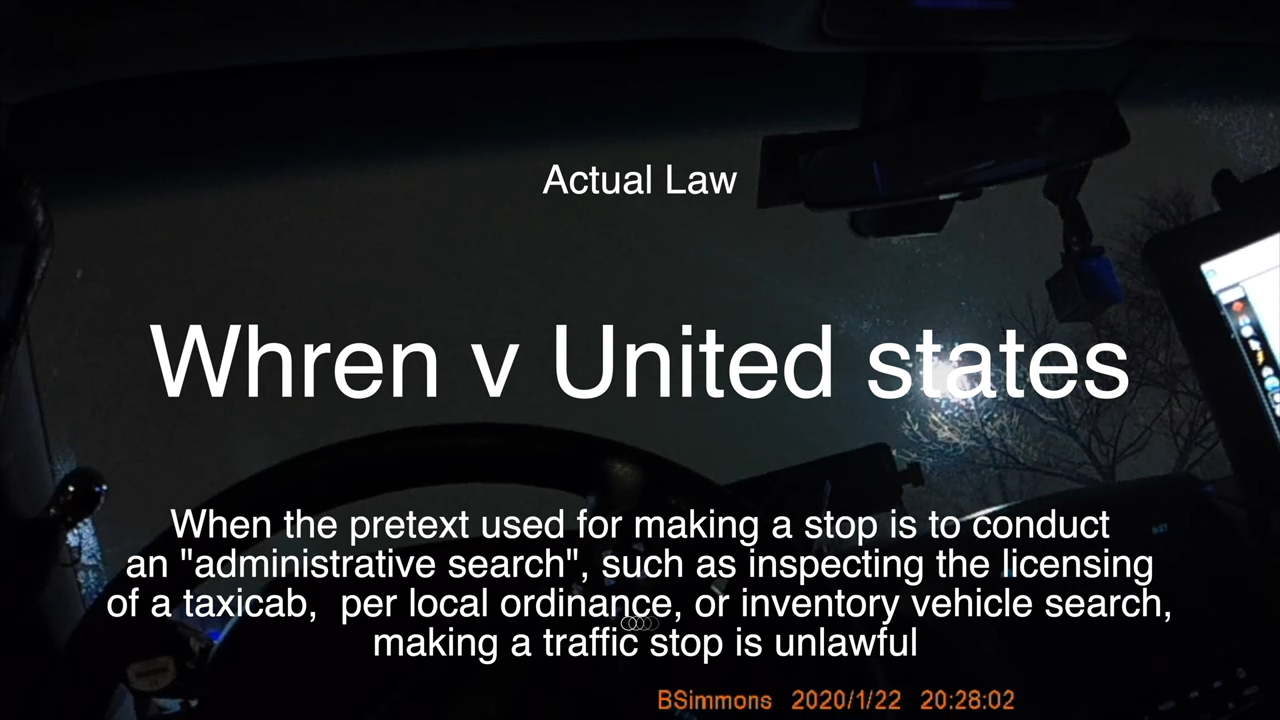 Actual Law
Whren v United states
When the pretext used for making a stop is to conduct
an "administrative search", such as inspecting the licensing
of a taxicab,  per local ordinance, or inventory vehicle search,
making a traffic stop is unlawful
BSimmons 2020/1/22 20:28:02